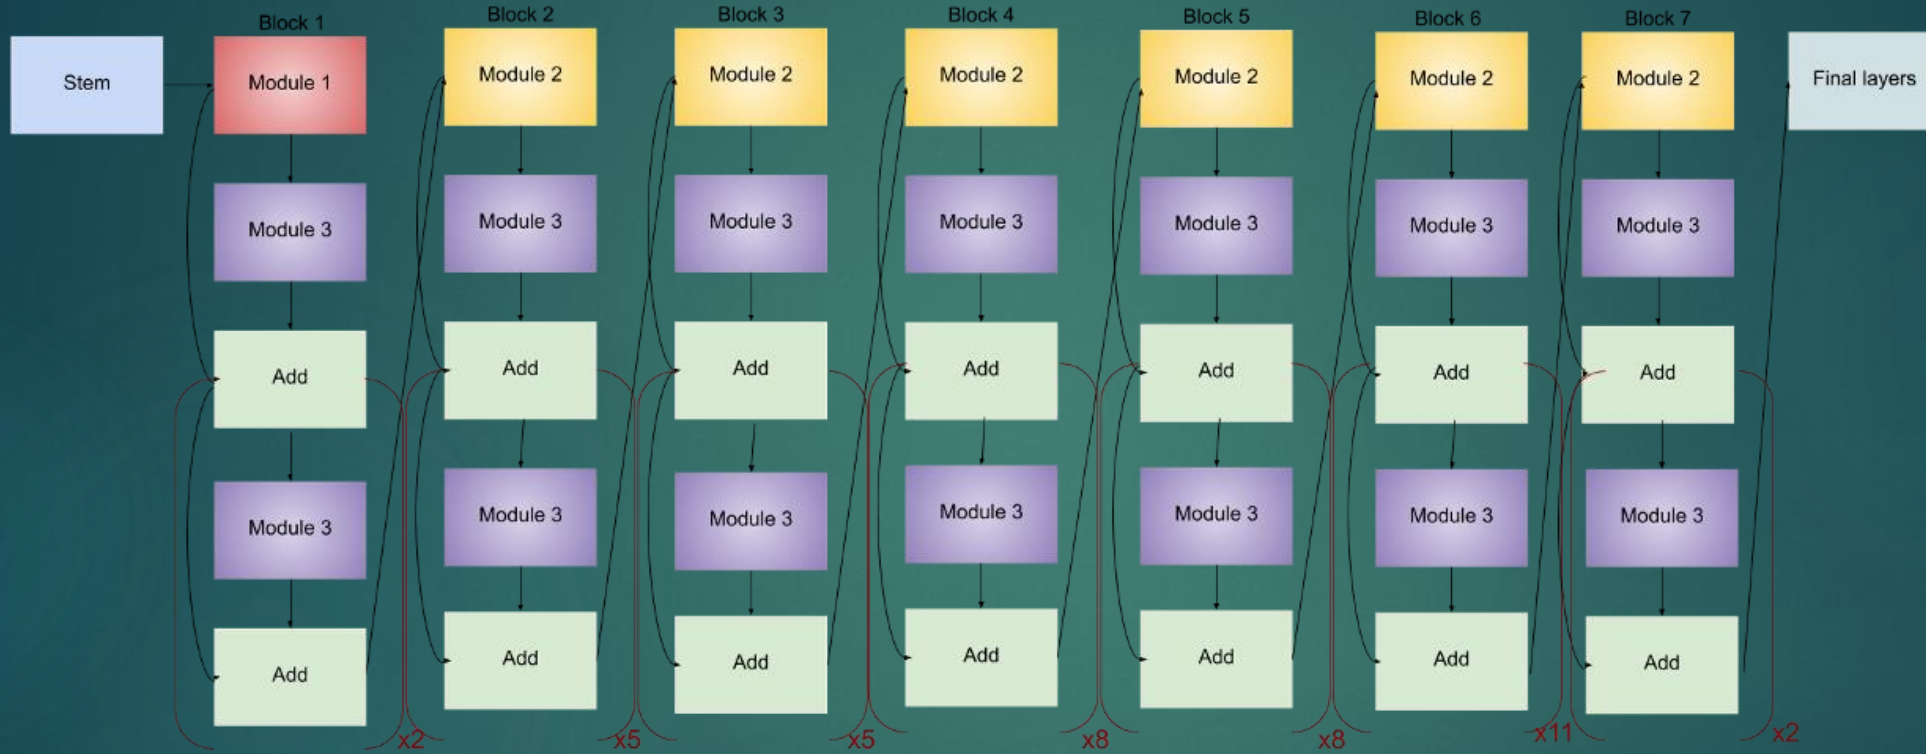 Block 1
Block 2
Block 3
Block 4
Block 5
Block 6
Block 7
Stem
Module 1
Module 2
Module 2
Module 2
Module 2
Module 2
Module 2
Final layers
Module 3
Module 3
Module 3
Module 3
Module 3
Module 3
Module 3
Add
Add
Add
Add
Add
Add
Add
Module 3
Module 3
Module 3
Module 3
Module 3
Module 3
Module 3
Add
Add
Add
Add
Add
Add
Add
x2
x5
x5
x8
x8
x11
x2